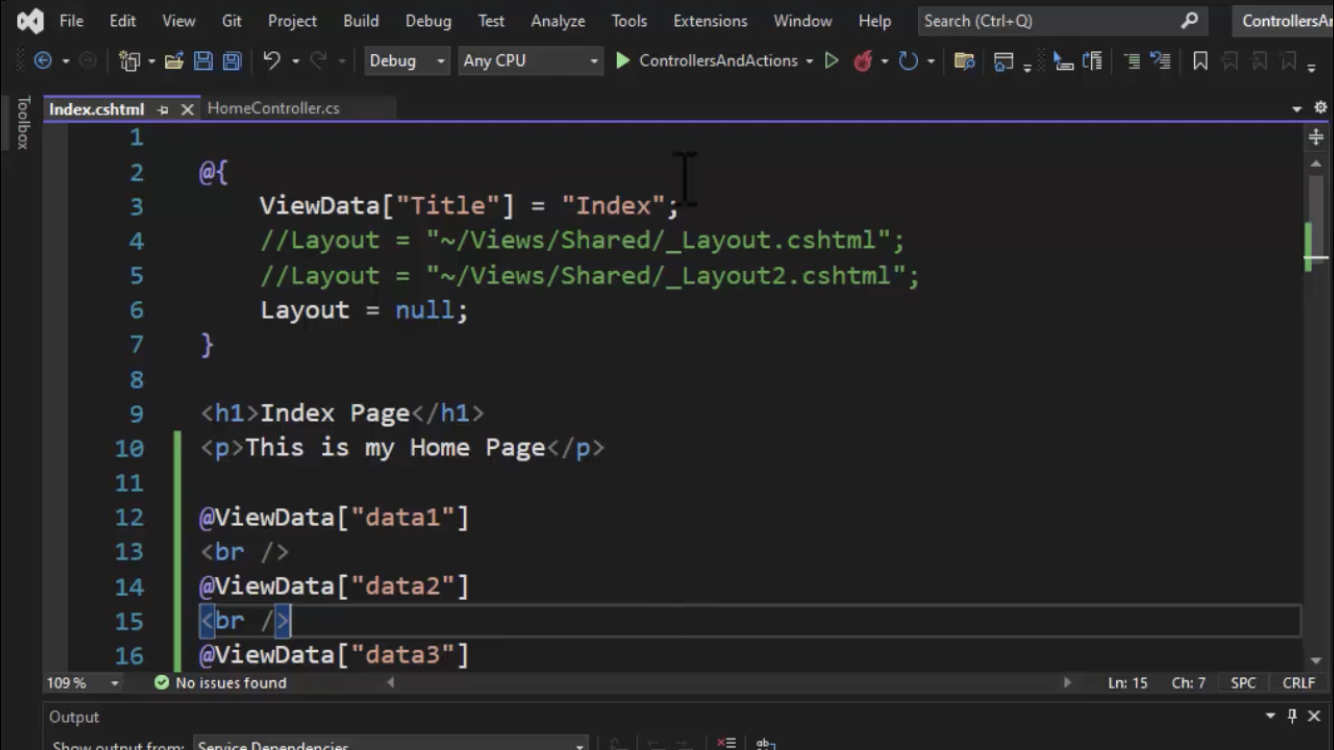 File Edit View Git Project Build Debug Test Analyze Tools Extensions Window Help Search (Ctrl+Q) ControllersAn
Debug Any CPU ControllersAndActions
Toolbox
Index.cshtml HomeController.cs
1
2 @{
3 ViewData["Title"] = "Index";
4 //Layout = "~/Views/Shared/_Layout.cshtml";
5 //Layout = "~/Views/Shared/_Layout2.cshtml";
6 Layout = null;
7 }
8
9 <h1>Index Page</h1>
10 <p>This is my Home Page</p>
11
12 @ViewData["data1"]
13 <br />
14 @ViewData["data2"]
15 <br />
16 @ViewData["data3"]
109 % No issues found Ln: 15 Ch: 7 SPC CRLF
Output
Show output from: Service Dependencies